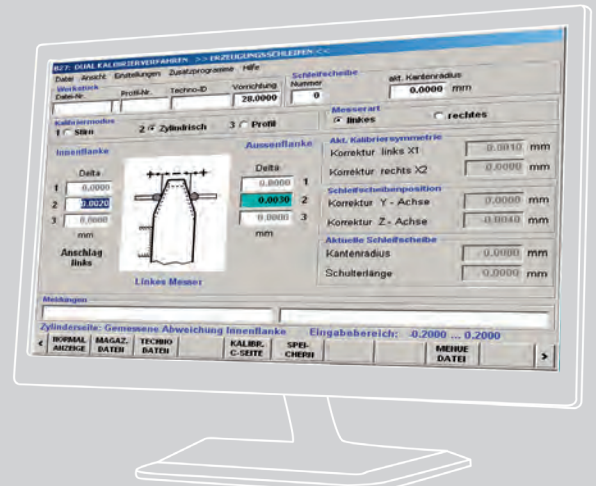 B27: DUAL KALIBRIERVERFAHREN >> ERZEUGUNGSSCHLEIFEN <<
Datei Ansicht Einstellungen Zusatzprogramme Hilfe
Werkstück
Datei-Nr. Profil-Nr. Techno-ID Vorrichtung
28.0000
Schleifscheibe
Nummer akt. Kantenradius
0 0.0000 mm
Kalibriermodus
1 Stirn 2 Zylindrisch 3 Profil
Messerart
linkes rechtes
Innenflanke Aussenflanke
Delta Delta
1 0.0000 0.0000 1
2 0.0020 0.0030 2
3 0.0000 0.0000 3
mm mm
Anschlag
links
Linkes Messer
Akt. Kalibriersymmetrie
Korrektur links X1 0.0010 mm
Korrektur rechts X2 0.0000 mm
Schleifscheibenposition
Korrektur Y - Achse 0.0000 mm
Korrektur Z - Achse -0.0040 mm
Aktuelle Schleifscheibe
Kantenradius 0.0000 mm
Schulterlänge 0.0000 mm
Meldungen
Zylinderseite: Gemessene Abweichung Innenflanke Eingabebereich: -0.2000 ... 0.2000
< NORMAL ANZEIGE MAGAZ. DATEN TECHNO DATEN KALIBR. C-SEITE SPEI- CHERN MENUE DATEI >